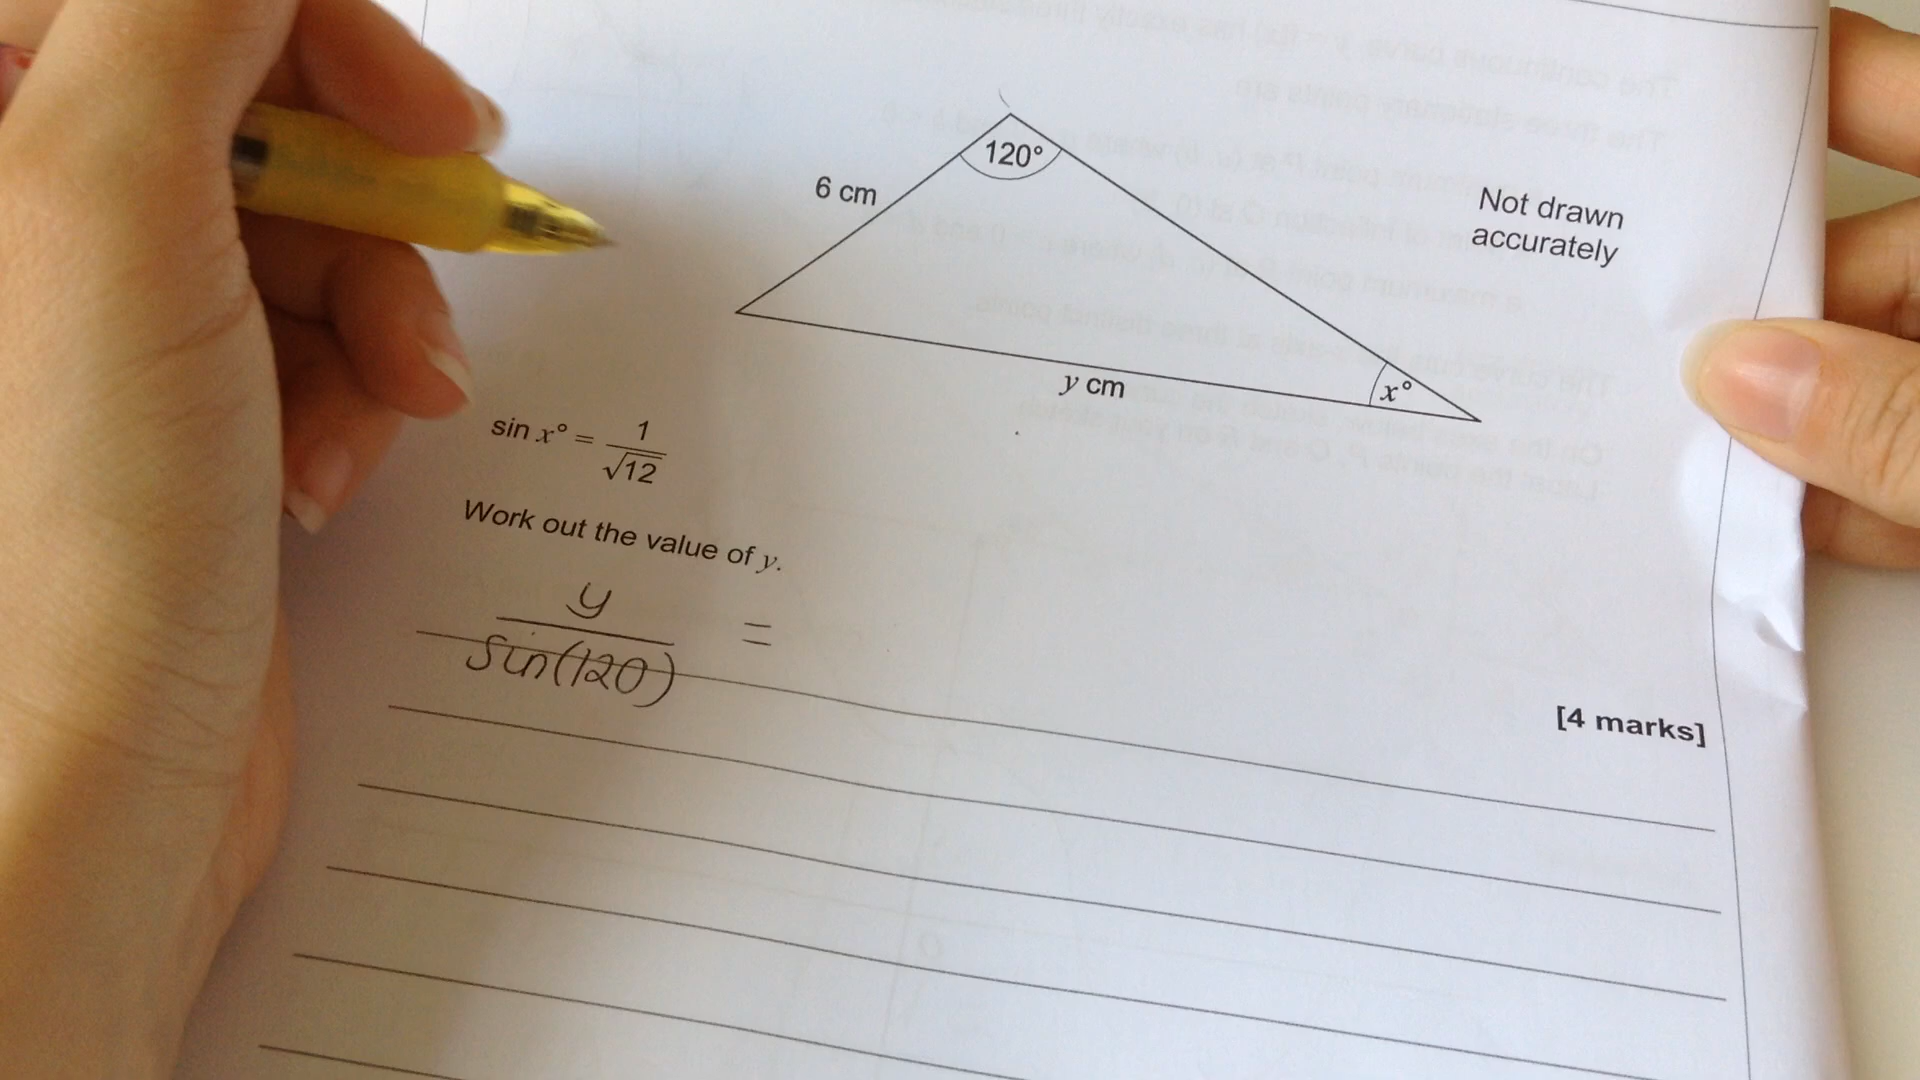 120°
6 cm
Not drawn
accurately
y cm
x°
sin x° = 1/√12
Work out the value of y.
y
sin(120)
=
[4 marks]